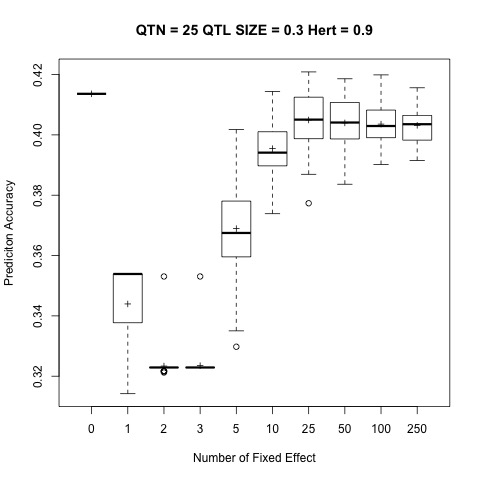 QTN = 25 QTL SIZE = 0.3 Hert = 0.9
Prediciton Accuracy
0.42
0.40
0.38
0.36
0.34
0.32
0 1 2 3 5 10 25 50 100 250
Number of Fixed Effect